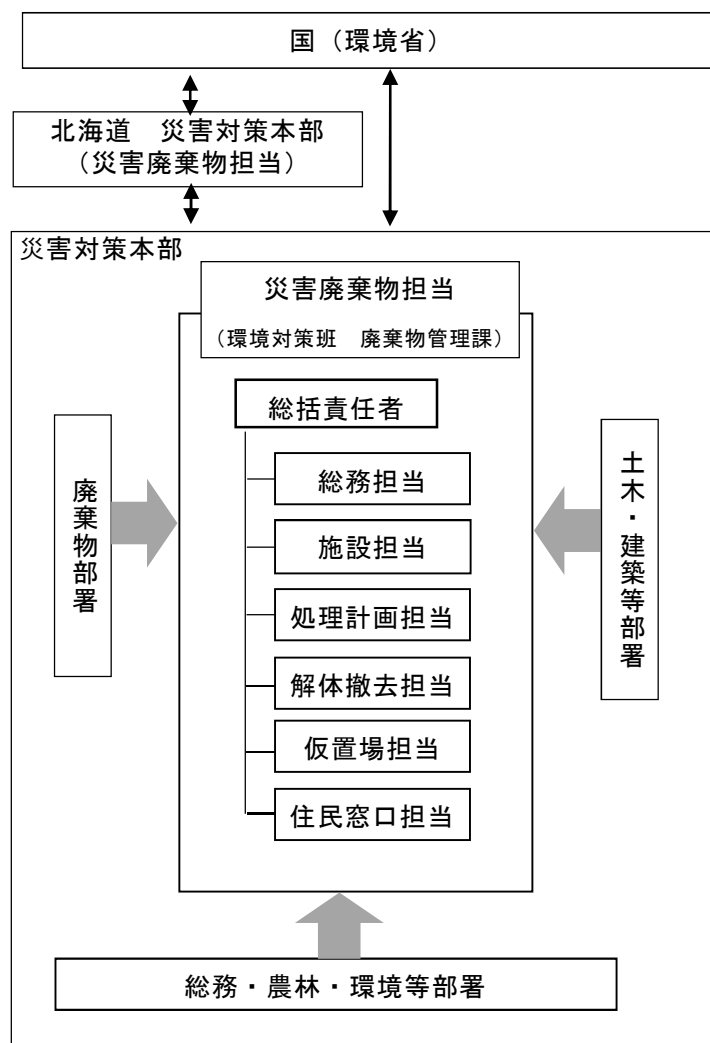 国（環境省）
北海道　災害対策本部
（災害廃棄物担当）
災害対策本部
災害廃棄物担当
（環境対策班　廃棄物管理課）
総括責任者
総務担当
施設担当
処理計画担当
解体撤去担当
仮置場担当
住民窓口担当
廃棄物部署
土木・建築等部署
総務・農林・環境等部署